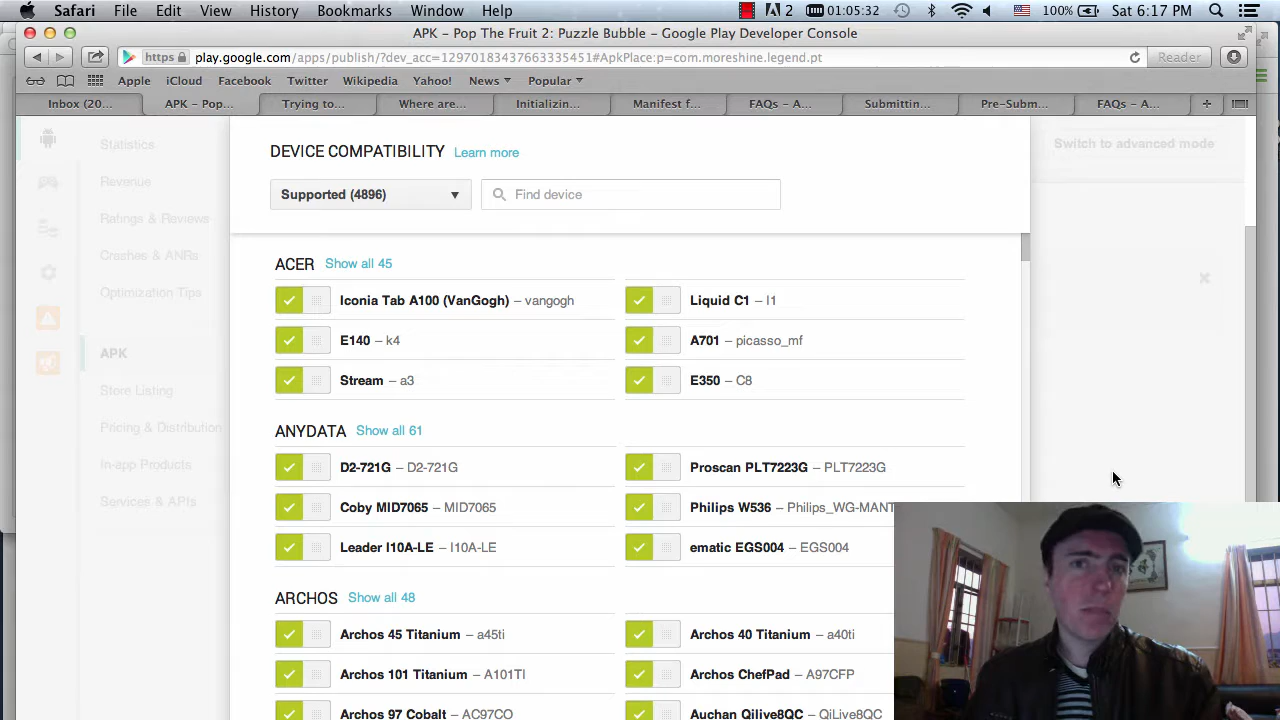 Safari File Edit View History Bookmarks Window Help 2 01:05:32 100% Sat 6:17 PM
APK - Pop The Fruit 2: Puzzle Bubble - Google Play Developer Console
https play.google.com/apps/publish/?dev_acc=12970184376633354 51#ApkPlace:p=com.moreshine.legend.pt Reader
Apple iCloud Facebook Twitter Wikipedia Yahoo! News Popular
Inbox (20... APK - Pop... Trying to... Where are... Initializin... Manifest f... FAQs - A... Submittin... Pre-Subm... FAQs - A...
Statistics
Revenue
Ratings & Reviews
Crashes & ANRs
Optimization Tips
APK
Store Listing
Pricing & Distribution
In-app Products
Services & APIs
Switch to advanced mode
DEVICE COMPATIBILITY Learn more
Supported (4896) Find device
ACER Show all 45
Iconia Tab A100 (VanGogh) – vangogh Liquid C1 – l1
E140 – k4 A701 – picasso_mf
Stream – a3 E350 – C8
ANYDATA Show all 61
D2-721G – D2-721G Proscan PLT7223G – PLT7223G
Coby MID7065 – MID7065 Philips W536 – Philips_WG-MANT
Leader I10A-LE – I10A-LE ematic EGS004 – EGS004
ARCHOS Show all 48
Archos 45 Titanium – a45ti Archos 40 Titanium – a40ti
Archos 101 Titanium – A101TI Archos ChefPad – A97CFP
Archos 97 Cobalt – AC97CO Auchan Qilive8QC – QiLive8QC